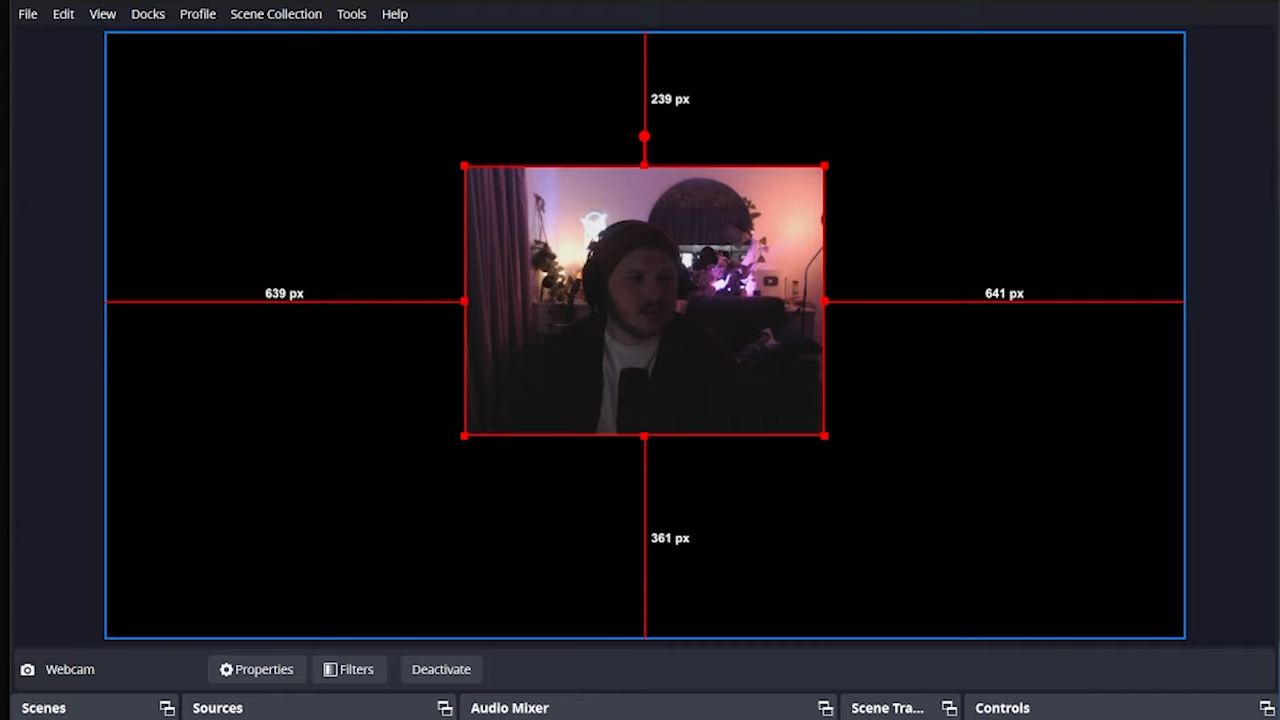 File Edit View Docks Profile Scene Collection Tools Help
239 px
639 px
641 px
361 px
Webcam Properties Filters Deactivate
Scenes Sources Audio Mixer Scene Tra... Controls